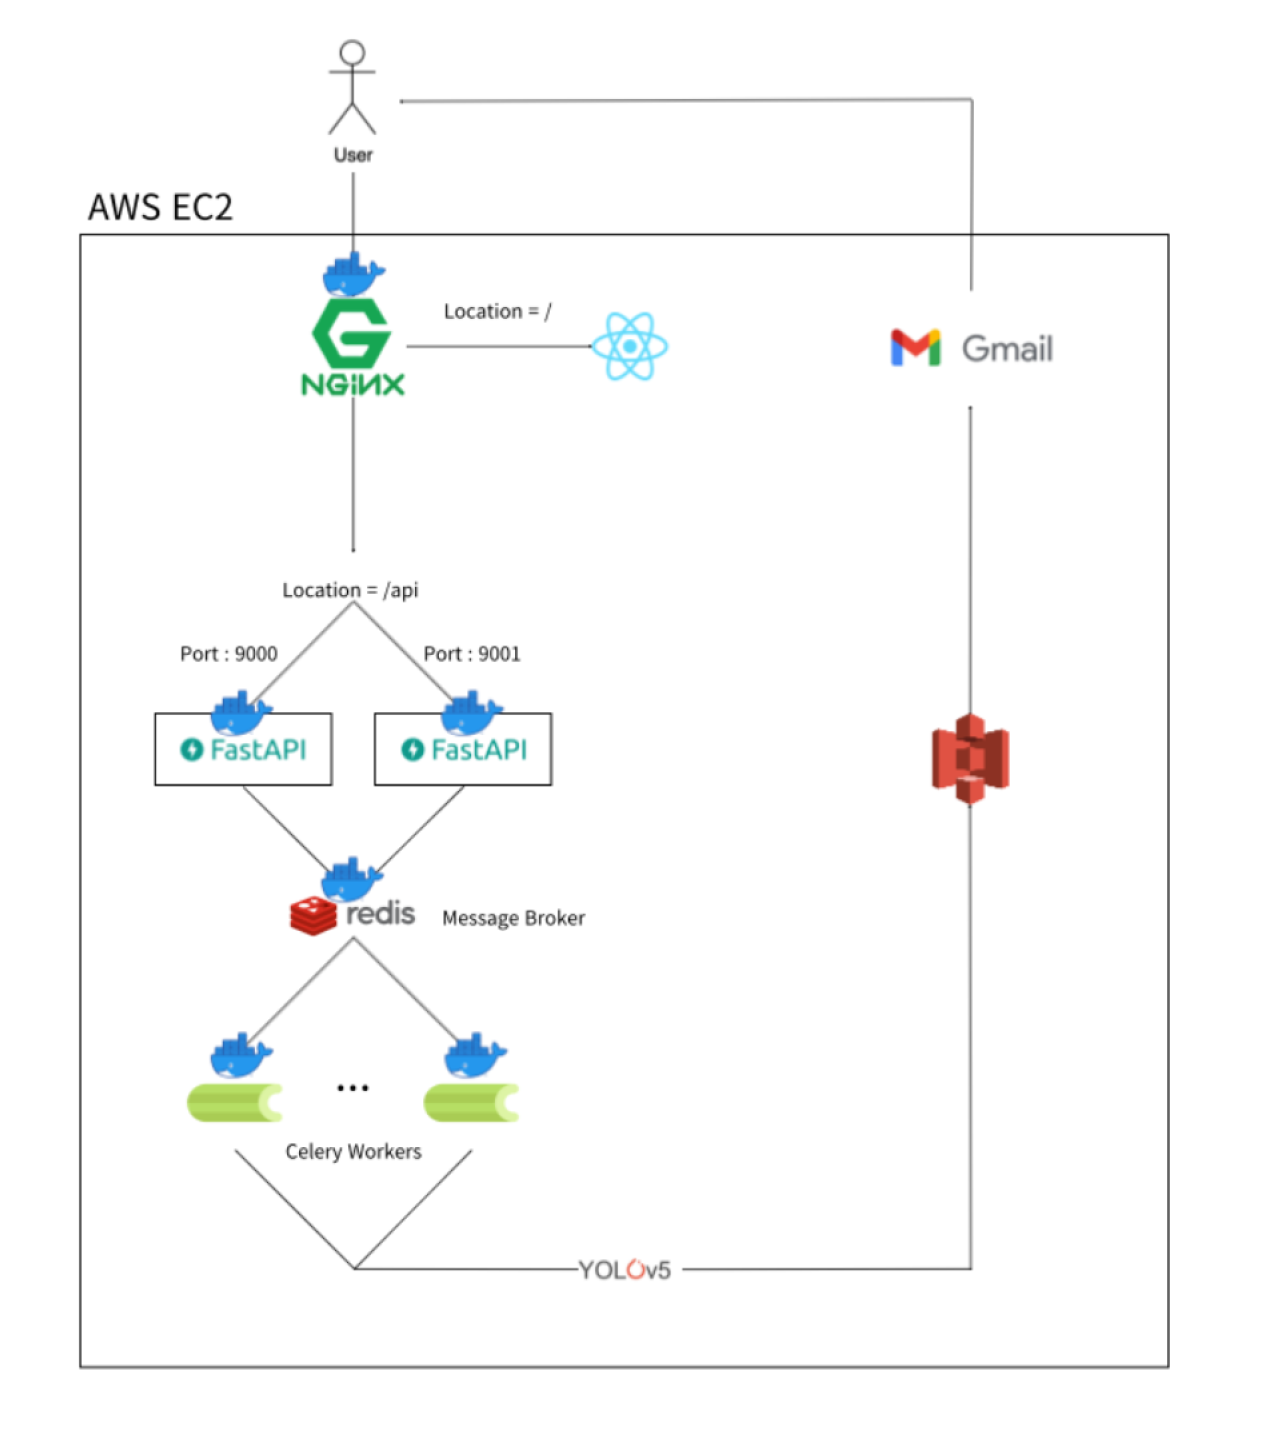 User
AWS EC2
Location = /
NGiNX
Gmail
Location = /api
Port : 9000
Port : 9001
FastAPI
FastAPI
redis
Message Broker
...
Celery Workers
YOLOv5